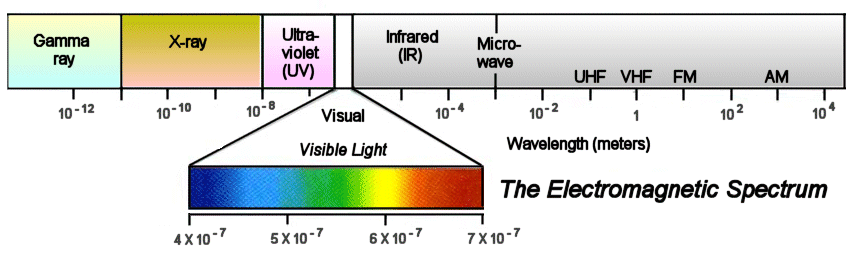 Gamma
ray
X-ray
Ultra-
violet
(UV)
Infrared
(IR)
Micro-
wave
UHF VHF FM AM
10⁻¹² 10⁻¹⁰ 10⁻⁸ 10⁻⁴ 10⁻² 1 10² 10⁴
Visual
Wavelength (meters)
Visible Light
The Electromagnetic Spectrum
4 X 10⁻⁷ 5 X 10⁻⁷ 6 X 10⁻⁷ 7 X 10⁻⁷